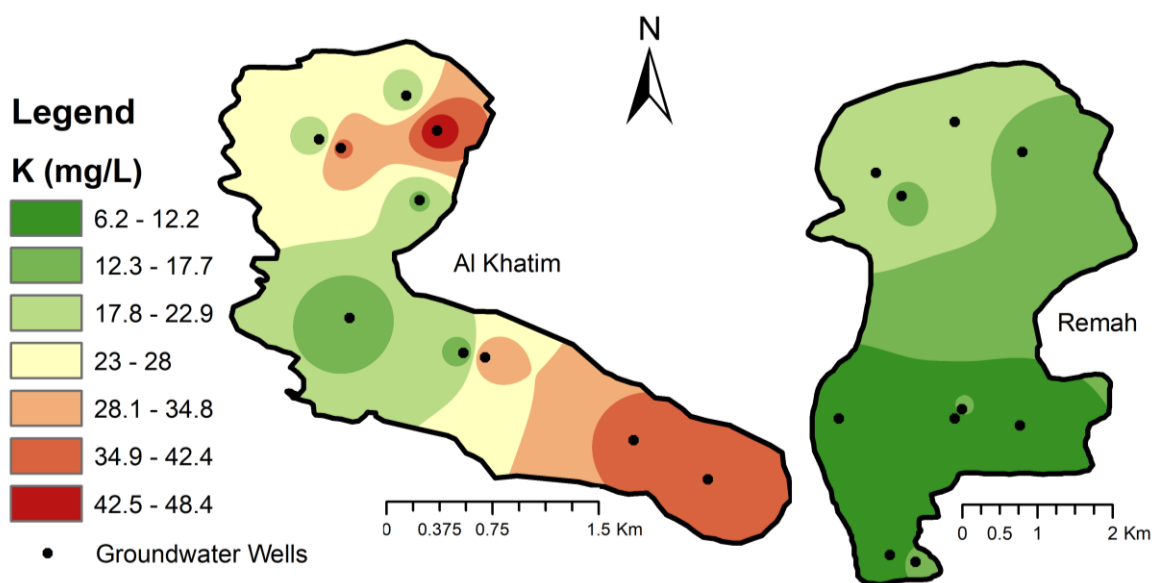 N
Legend
K (mg/L)
6.2 - 12.2
12.3 - 17.7
17.8 - 22.9
23 - 28
28.1 - 34.8
34.9 - 42.4
42.5 - 48.4
Groundwater Wells
Al Khatim
0 0.375 0.75 1.5 Km
Remah
0 0.5 1 2 Km